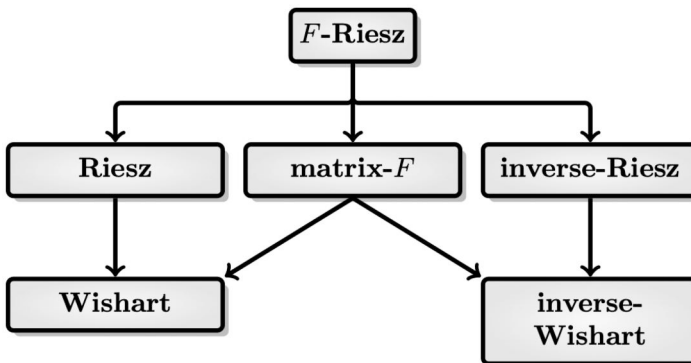 F-Riesz
Riesz
matrix-F
inverse-Riesz
Wishart
inverse-
Wishart